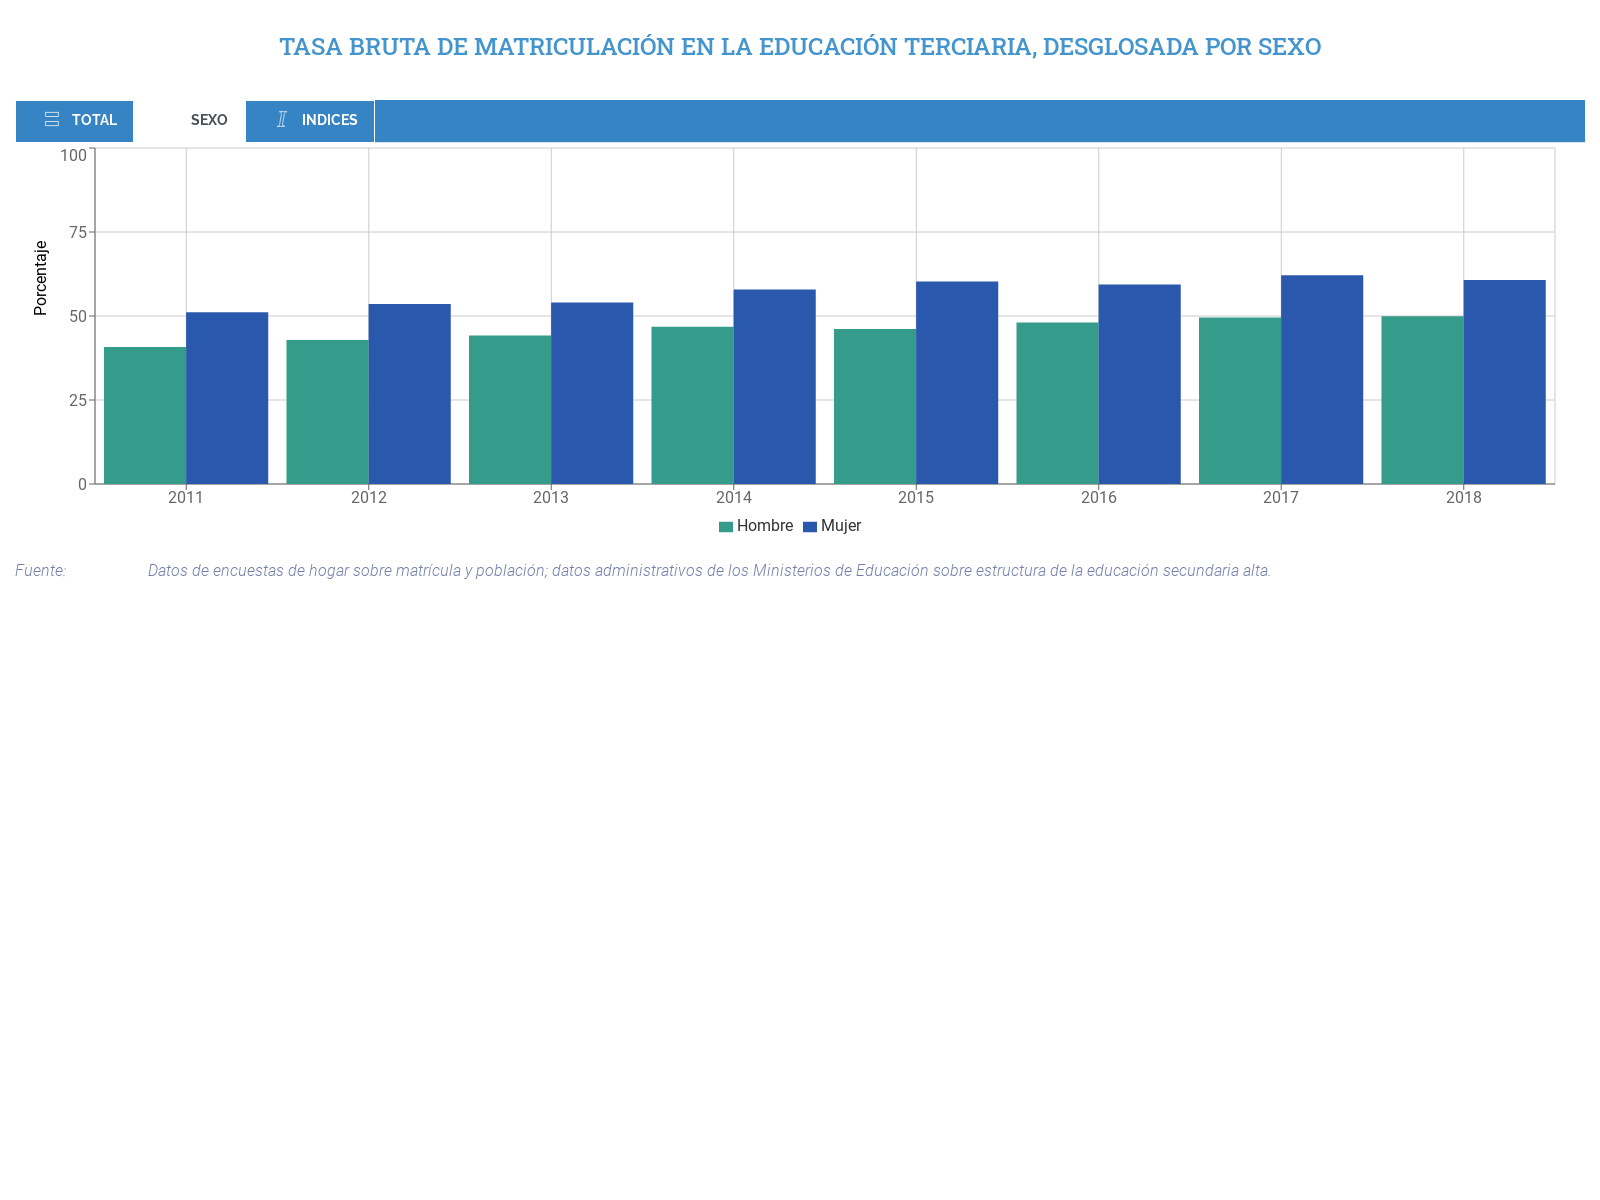 TASA BRUTA DE MATRICULACIÓN EN LA EDUCACIÓN TERCIARIA, DESGLOSADA POR SEXO
TOTAL SEXO INDICES
Porcentaje
100
75
50
25
0
2011 2012 2013 2014 2015 2016 2017 2018
Hombre Mujer
Fuente: Datos de encuestas de hogar sobre matrícula y población; datos administrativos de los Ministerios de Educación sobre estructura de la educación secundaria alta.